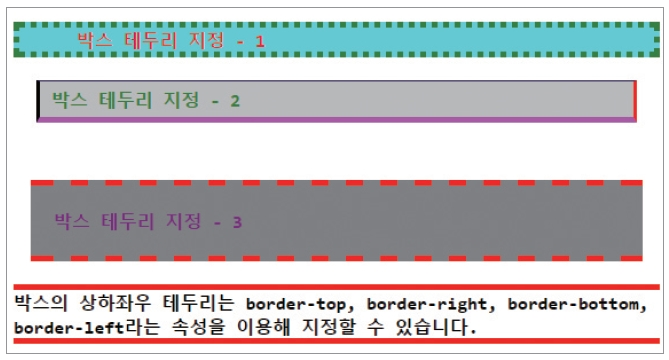 박스 테두리 지정 - 1
박스 테두리 지정 - 2
박스 테두리 지정 - 3
박스의 상하좌우 테두리는 border-top, border-right, border-bottom,
border-left라는 속성을 이용해 지정할 수 있습니다.